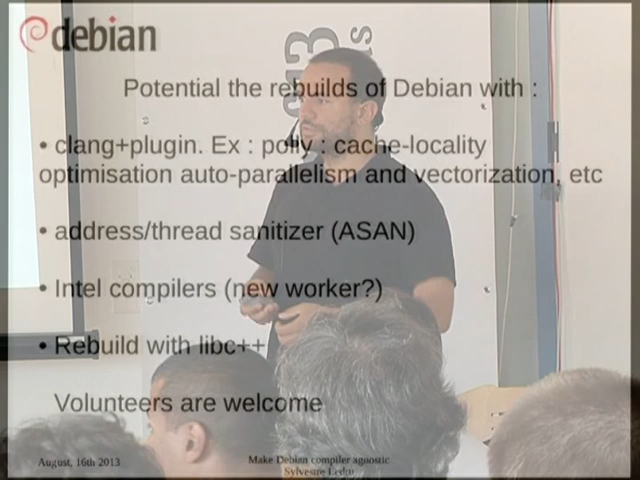 debian
Potential the rebuilds of Debian with :
• clang+plugin. Ex : polly : cache-locality
optimisation auto-parallelism and vectorization, etc
• address/thread sanitizer (ASAN)
• Intel compilers (new worker?)
• Rebuild with libc++
Volunteers are welcome
August, 16th 2013
Make Debian compiler agnostic
Sylvestre Ledru